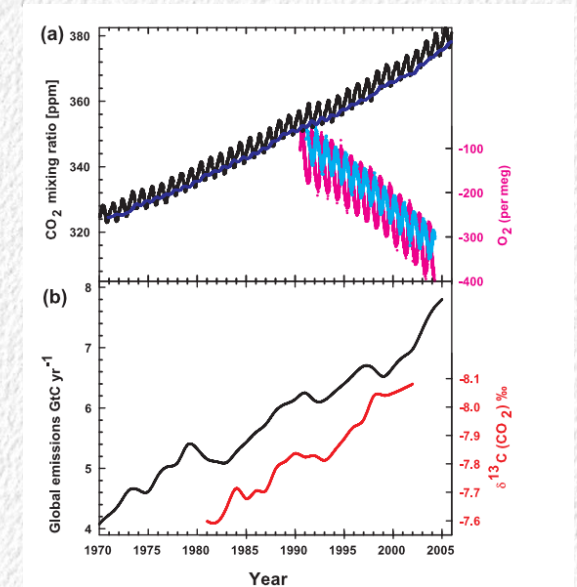 (a)
380
360
340
320
CO2 mixing ratio [ppm]
-100
-200
-300
-400
O2 (per meg)
(b)
8
7
6
5
4
Global emissions GtC yr-1
-8.1
-8.0
-7.9
-7.8
-7.7
-7.6
δ 13 C (CO2) ‰
1970 1975 1980 1985 1990 1995 2000 2005
Year